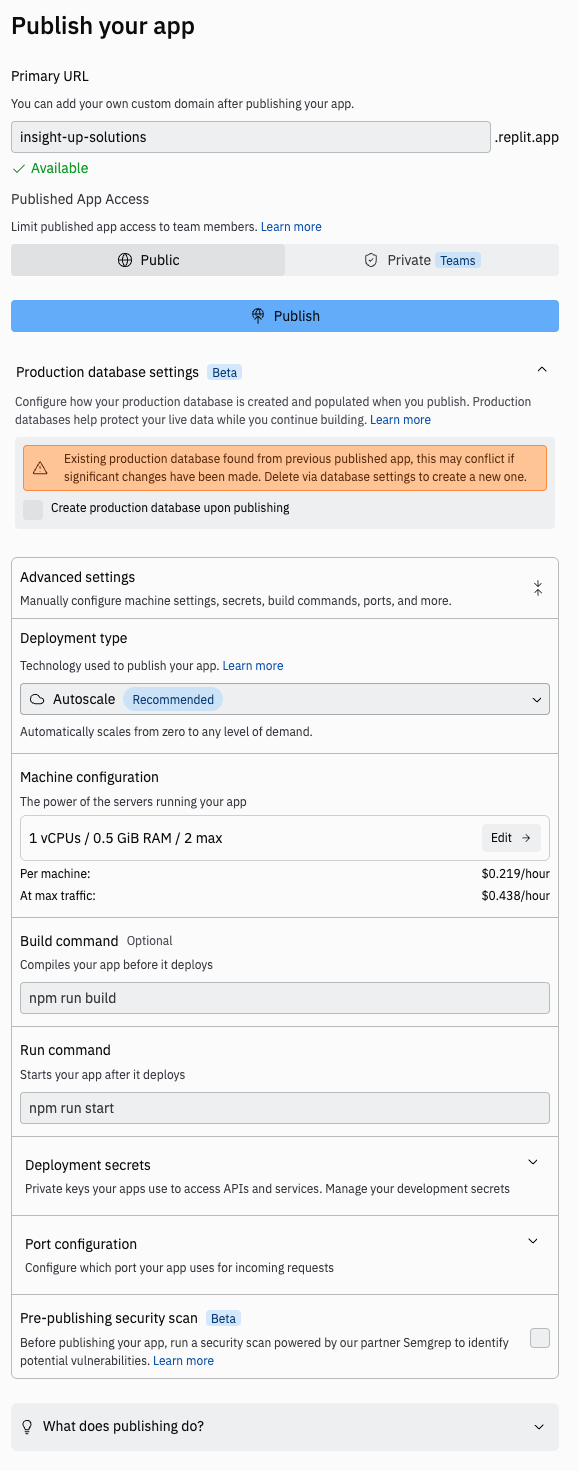 Publish your app
Primary URL
You can add your own custom domain after publishing your app.
insight-up-solutions
.replit.app
Available
Published App Access
Limit published app access to team members. Learn more
Public
Private Teams
Publish
Production database settings Beta
Configure how your production database is created and populated when you publish. Production
databases help protect your live data while you continue building. Learn more
Existing production database found from previous published app, this may conflict if
significant changes have been made. Delete via database settings to create a new one.
Create production database upon publishing
Advanced settings
Manually configure machine settings, secrets, build commands, ports, and more.
Deployment type
Technology used to publish your app. Learn more
Autoscale Recommended
Automatically scales from zero to any level of demand.
Machine configuration
The power of the servers running your app
1 vCPUs / 0.5 GiB RAM / 2 max
Edit
Per machine: $0.219/hour
At max traffic: $0.438/hour
Build command Optional
Compiles your app before it deploys
npm run build
Run command
Starts your app after it deploys
npm run start
Deployment secrets
Private keys your apps use to access APIs and services. Manage your development secrets
Port configuration
Configure which port your app uses for incoming requests
Pre-publishing security scan Beta
Before publishing your app, run a security scan powered by our partner Semgrep to identify
potential vulnerabilities. Learn more
What does publishing do?